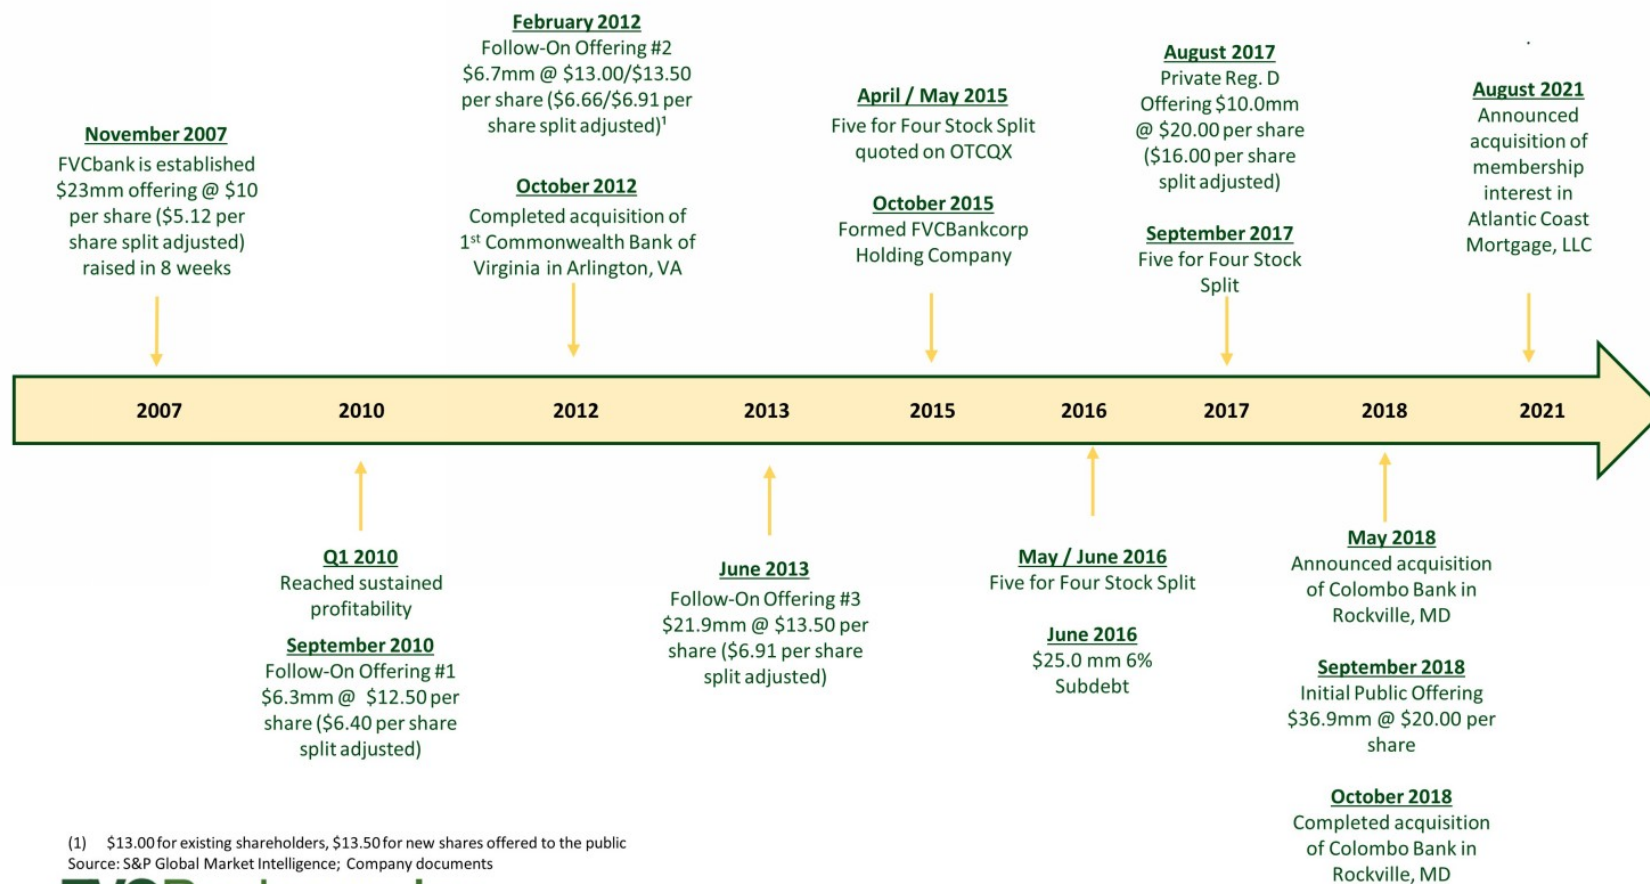 February 2012
Follow-On Offering #2
$6.7mm @ $13.00/$13.50
per share ($6.66/$6.91 per
share split adjusted)¹
August 2017
Private Reg. D
Offering $10.0mm
@ $20.00 per share
($16.00 per share
split adjusted)
April / May 2015
Five for Four Stock Split
quoted on OTCQX
August 2021
Announced
acquisition of
membership
interest in
Atlantic Coast
Mortgage, LLC
November 2007
FVCbank is established
$23mm offering @ $10
per share ($5.12 per
share split adjusted)
raised in 8 weeks
October 2012
Completed acquisition of
1st Commonwealth Bank of
Virginia in Arlington, VA
October 2015
Formed FVCBankcorp
Holding Company
September 2017
Five for Four Stock
Split
2007 2010 2012 2013 2015 2016 2017 2018 2021
Q1 2010
Reached sustained
profitability
September 2010
Follow-On Offering #1
$6.3mm @ $12.50 per
share ($6.40 per share
split adjusted)
June 2013
Follow-On Offering #3
$21.9mm @ $13.50 per
share ($6.91 per share
split adjusted)
May / June 2016
Five for Four Stock Split
June 2016
$25.0 mm 6%
Subdebt
May 2018
Announced acquisition
of Colombo Bank in
Rockville, MD
September 2018
Initial Public Offering
$36.9mm @ $20.00 per
share
October 2018
Completed acquisition
of Colombo Bank in
Rockville, MD
(1) $13.00 for existing shareholders, $13.50 for new shares offered to the public
Source: S&P Global Market Intelligence; Company documents